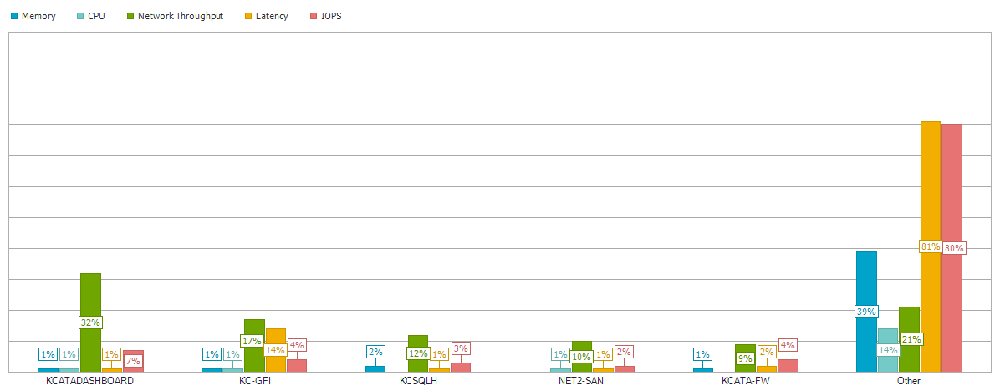 Memory CPU Network Throughput Latency IOPS
81% 80%
39%
32%
21%
17%
14% 14%
12%
10%
9%
7%
1% 1% 1%
1% 1% 4%
2% 1% 3%
1% 1% 2%
1% 2% 4%
KCATADASHBOARD KC-GFI KCSQLH NET2-SAN KCATA-FW Other